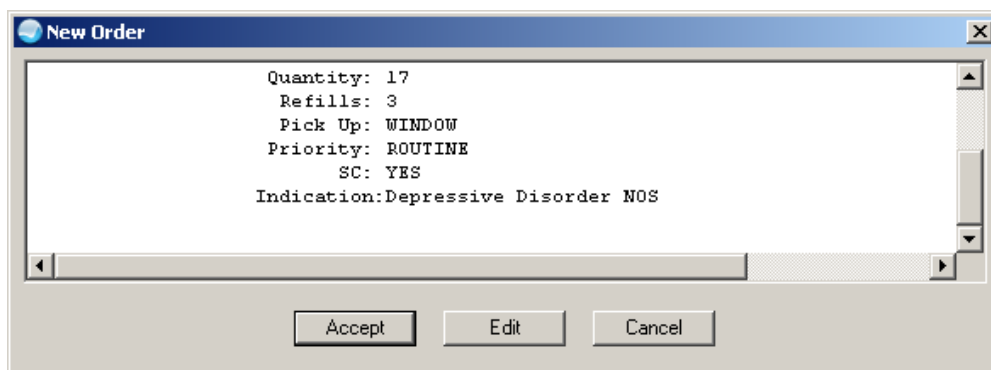 New Order
Quantity: 17
Refills: 3
Pick Up: WINDOW
Priority: ROUTINE
SC: YES
Indication:Depressive Disorder NOS
Accept Edit Cancel